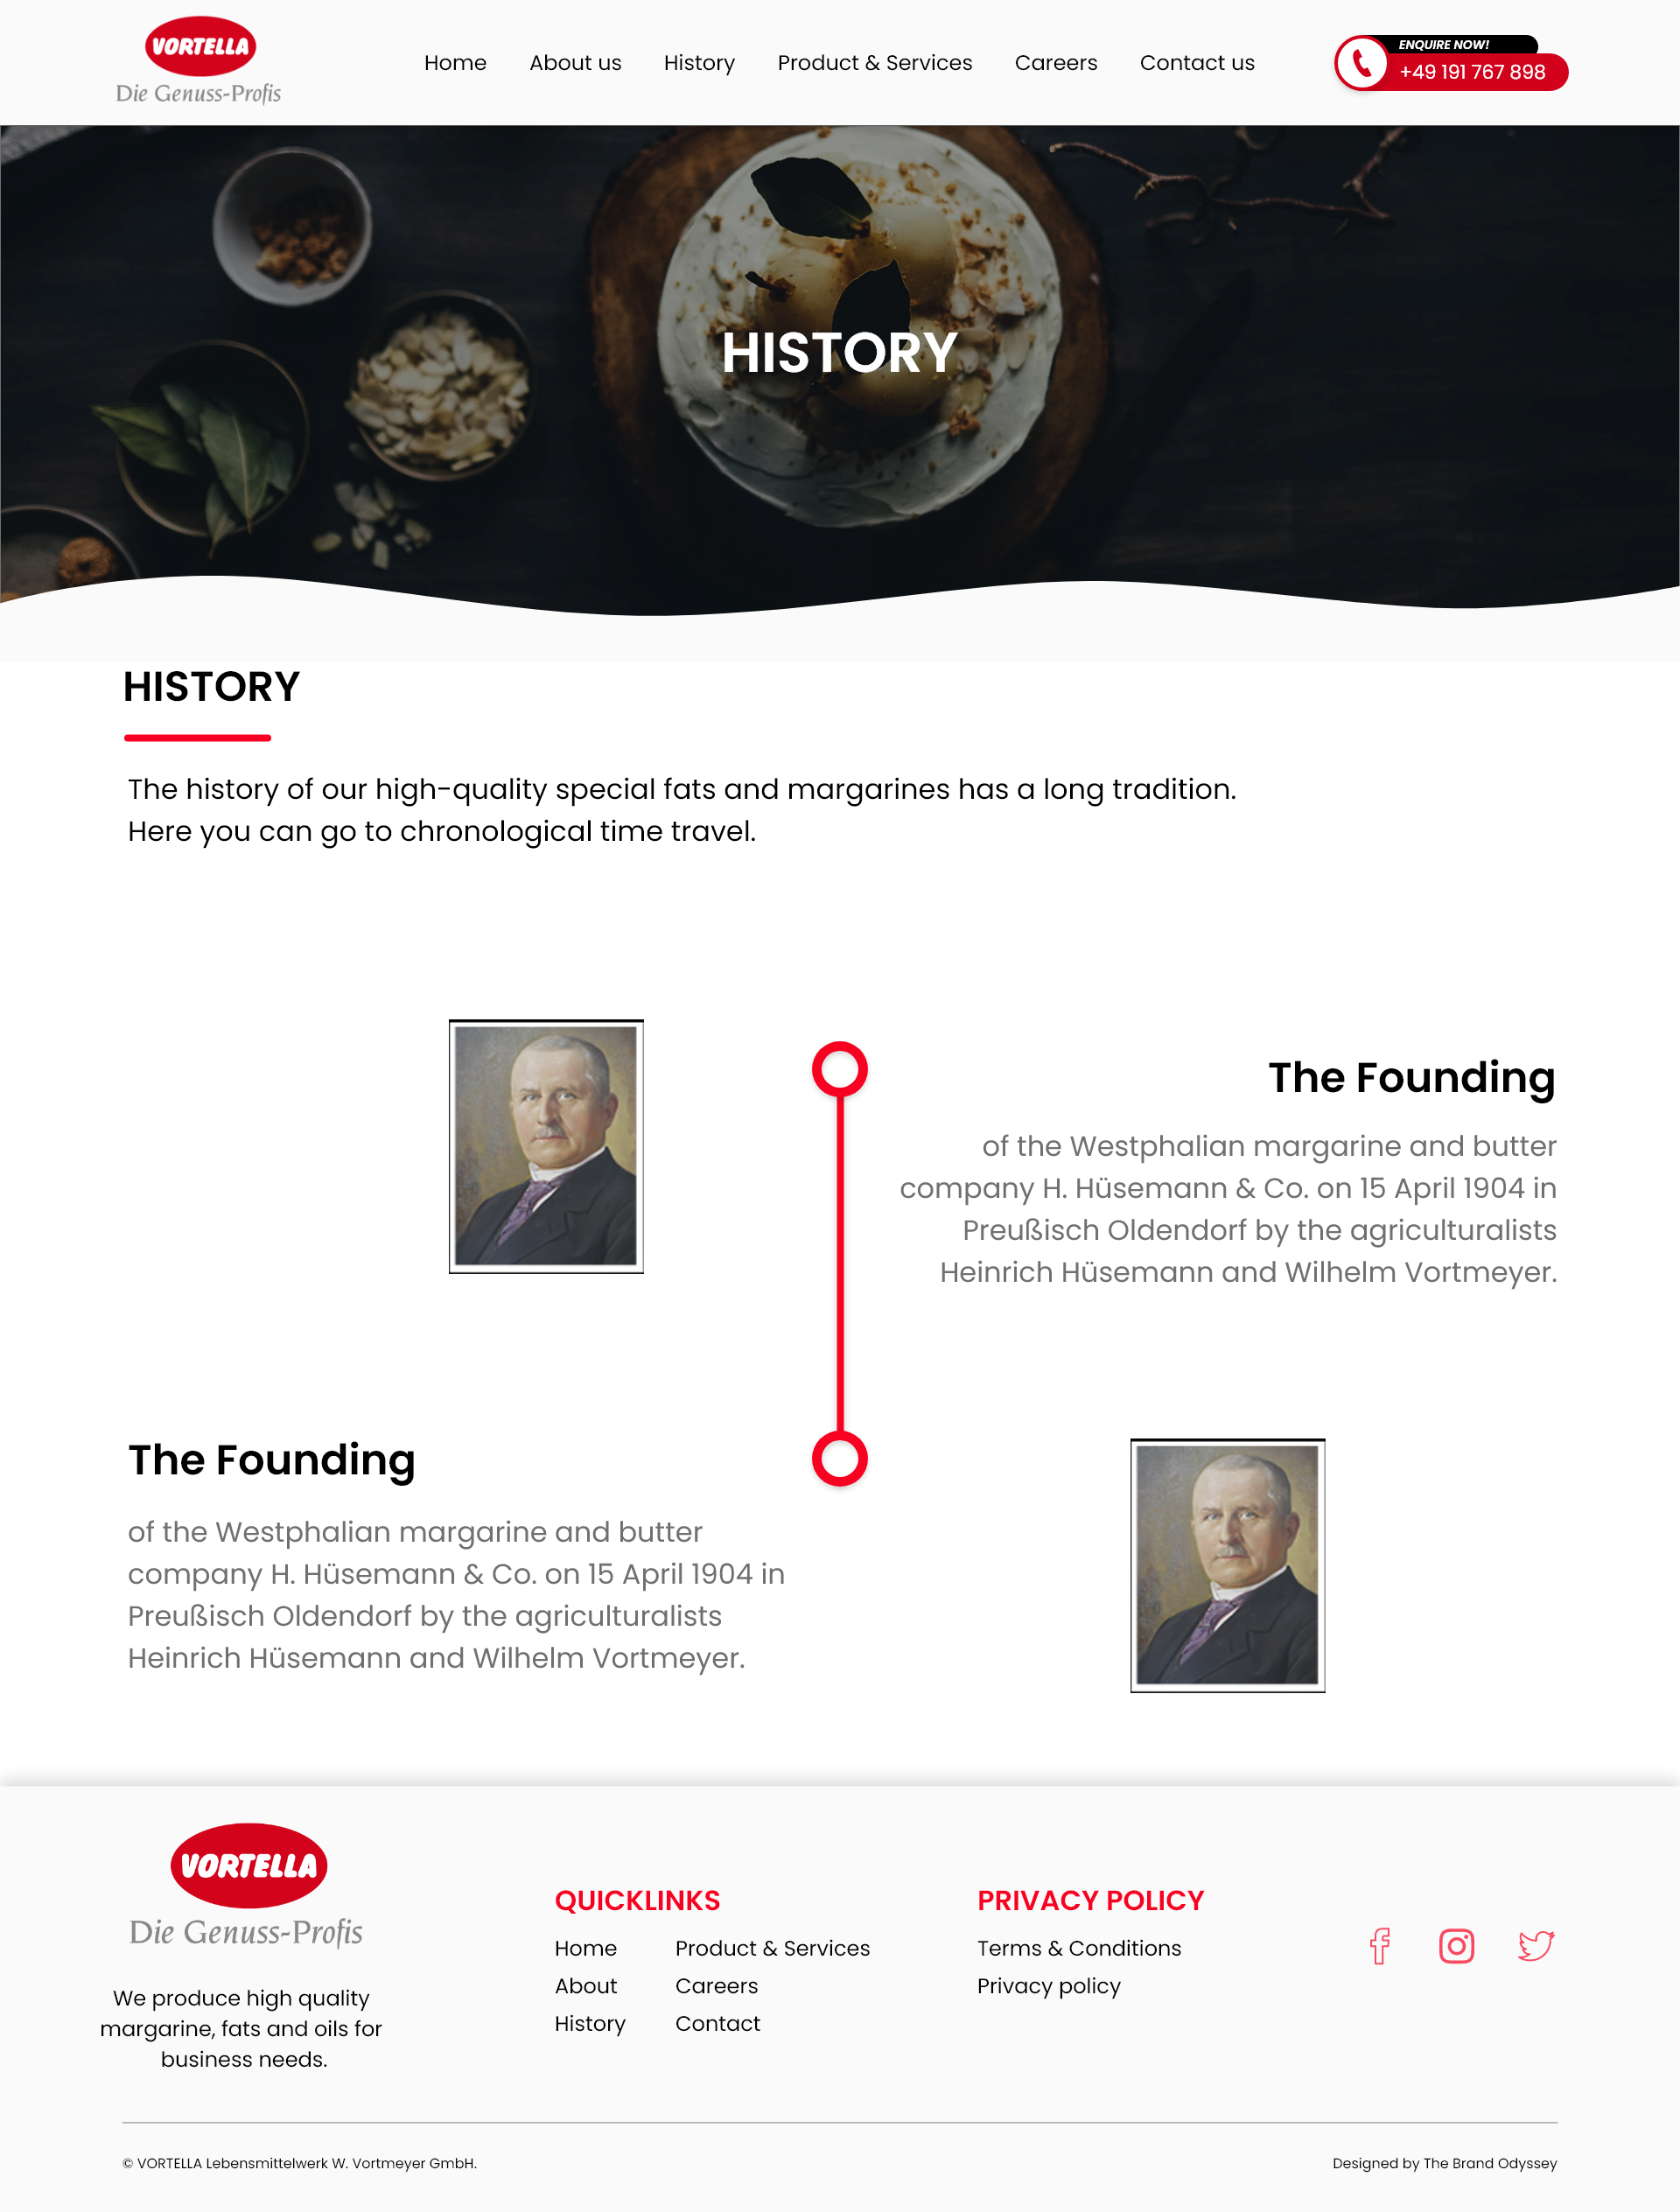 VORTELLA
Die Genuss-Profis
Home About us History Product & Services Careers Contact us
ENQUIRE NOW!
+49 191 767 898
HISTORY
HISTORY
The history of our high-quality special fats and margarines has a long tradition.
Here you can go to chronological time travel.
The Founding
of the Westphalian margarine and butter
company H. Hüsemann & Co. on 15 April 1904 in
Preußisch Oldendorf by the agriculturalists
Heinrich Hüsemann and Wilhelm Vortmeyer.
The Founding
of the Westphalian margarine and butter
company H. Hüsemann & Co. on 15 April 1904 in
Preußisch Oldendorf by the agriculturalists
Heinrich Hüsemann and Wilhelm Vortmeyer.
VORTELLA
Die Genuss-Profis
We produce high quality
margarine, fats and oils for
business needs.
QUICKLINKS
Home Product & Services
About Careers
History Contact
PRIVACY POLICY
Terms & Conditions
Privacy policy
© VORTELLA Lebensmittelwerk W. Vortmeyer GmbH.
Designed by The Brand Odyssey